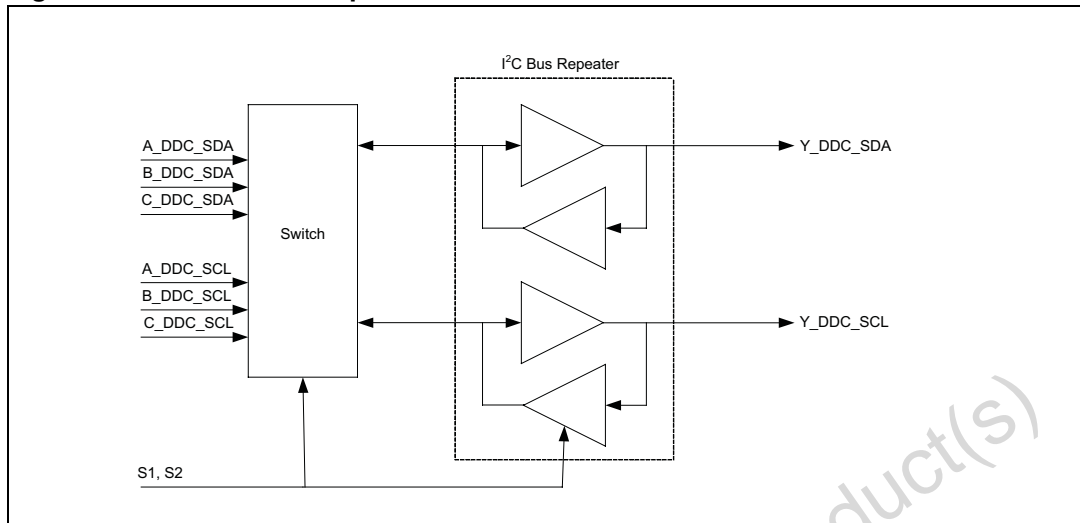 I²C Bus Repeater
A_DDC_SDA
B_DDC_SDA
C_DDC_SDA
Switch
A_DDC_SCL
B_DDC_SCL
C_DDC_SCL
Y_DDC_SDA
Y_DDC_SCL
S1, S2
duct(s)